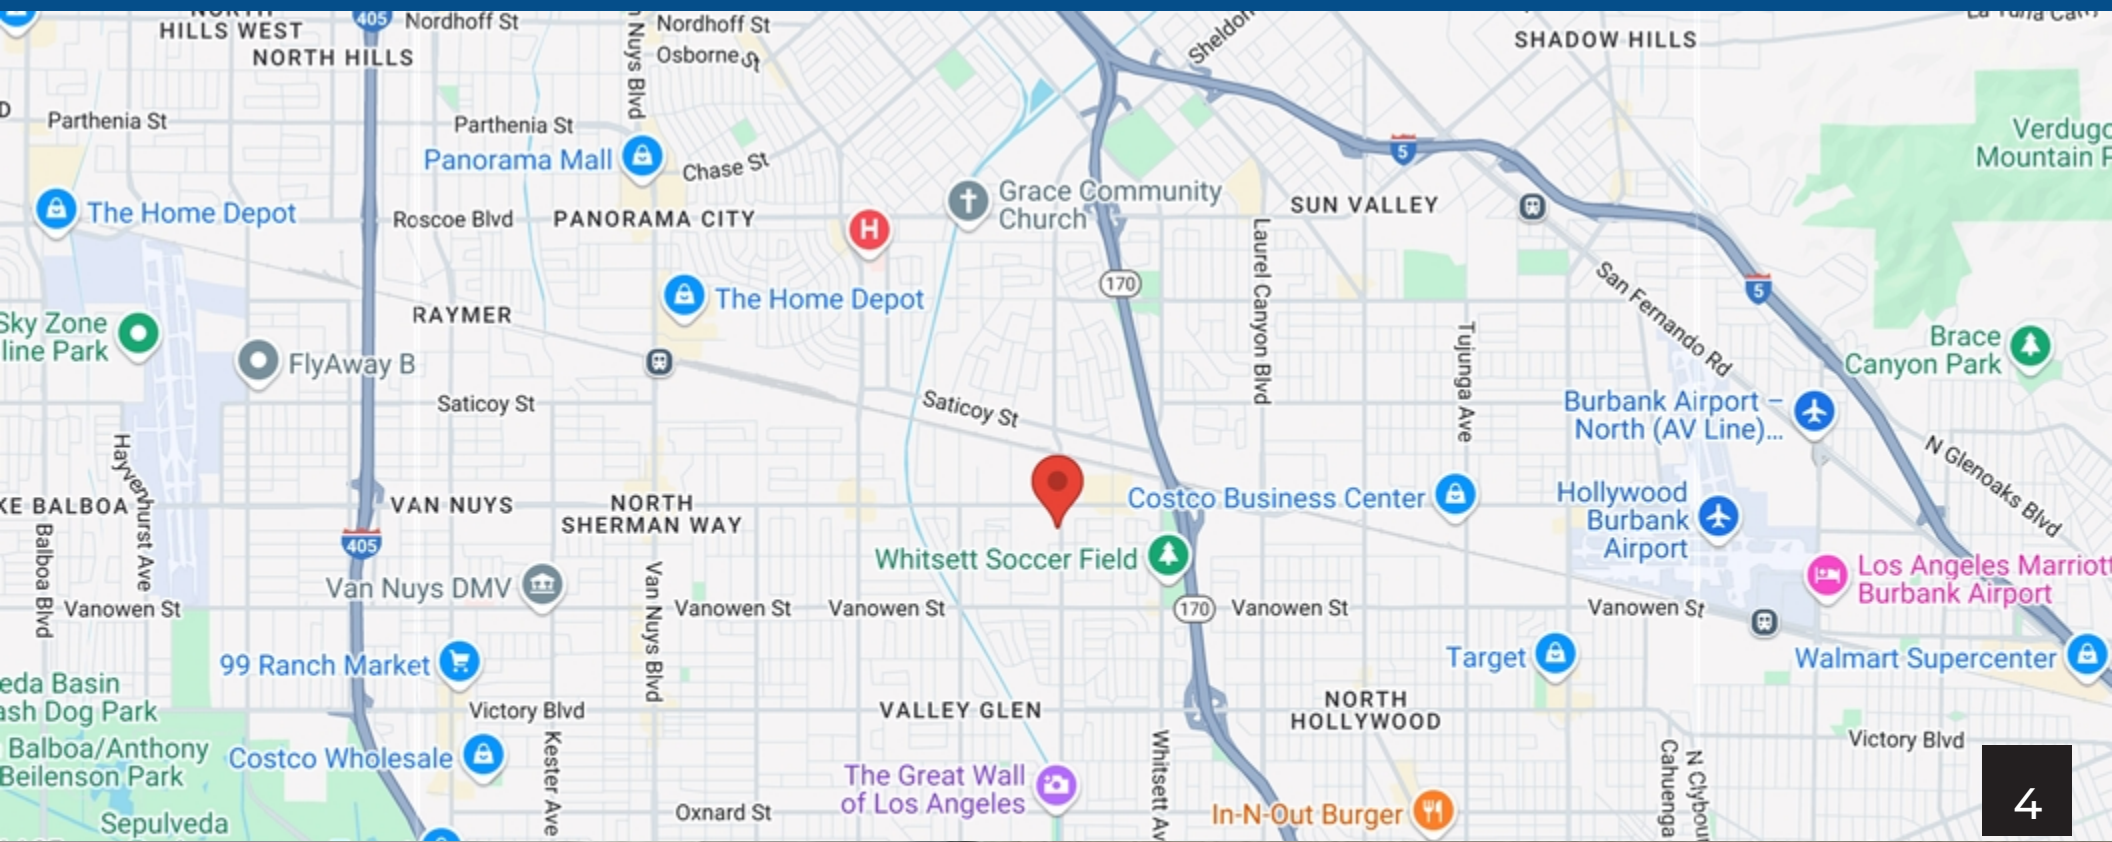 NORTH
HILLS WEST
NORTH HILLS
405
Nordhoff St
Nordhoff St
Osborne St
Nuys Blvd
Sheldon
SHADOW HILLS
Parthenia St
Parthenia St
Panorama Mall
Chase St
5
Verdugo
Mountain P
The Home Depot
Roscoe Blvd
PANORAMA CITY
H
Grace Community
Church
SUN VALLEY
170
Laurel Canyon Blvd
San Fernando Rd
5
The Home Depot
RAYMER
Sky Zone
line Park
FlyAway B
Tujunga Ave
Brace
Canyon Park
Saticoy St
Saticoy St
Burbank Airport –
North (AV Line)...
N Glenoaks Blvd
Hayvenhurst Ave
KE BALBOA
Balboa Blvd
VAN NUYS
405
NORTH
SHERMAN WAY
Costco Business Center
Hollywood
Burbank
Airport
Whitsett Soccer Field
Los Angeles Marriott
Burbank Airport
Van Nuys DMV
Van Nuys Blvd
Vanowen St
Vanowen St
Vanowen St
170
Vanowen St
Vanowen St
99 Ranch Market
Target
Walmart Supercenter
eda Basin
ash Dog Park
Victory Blvd
VALLEY GLEN
NORTH
HOLLYWOOD
Victory Blvd
Balboa/Anthony
Beilenson Park
Costco Wholesale
Kester Ave
The Great Wall
of Los Angeles
Whitsett Av
Cahuenga
N Clybour
Oxnard St
In-N-Out Burger
Sepulveda
4